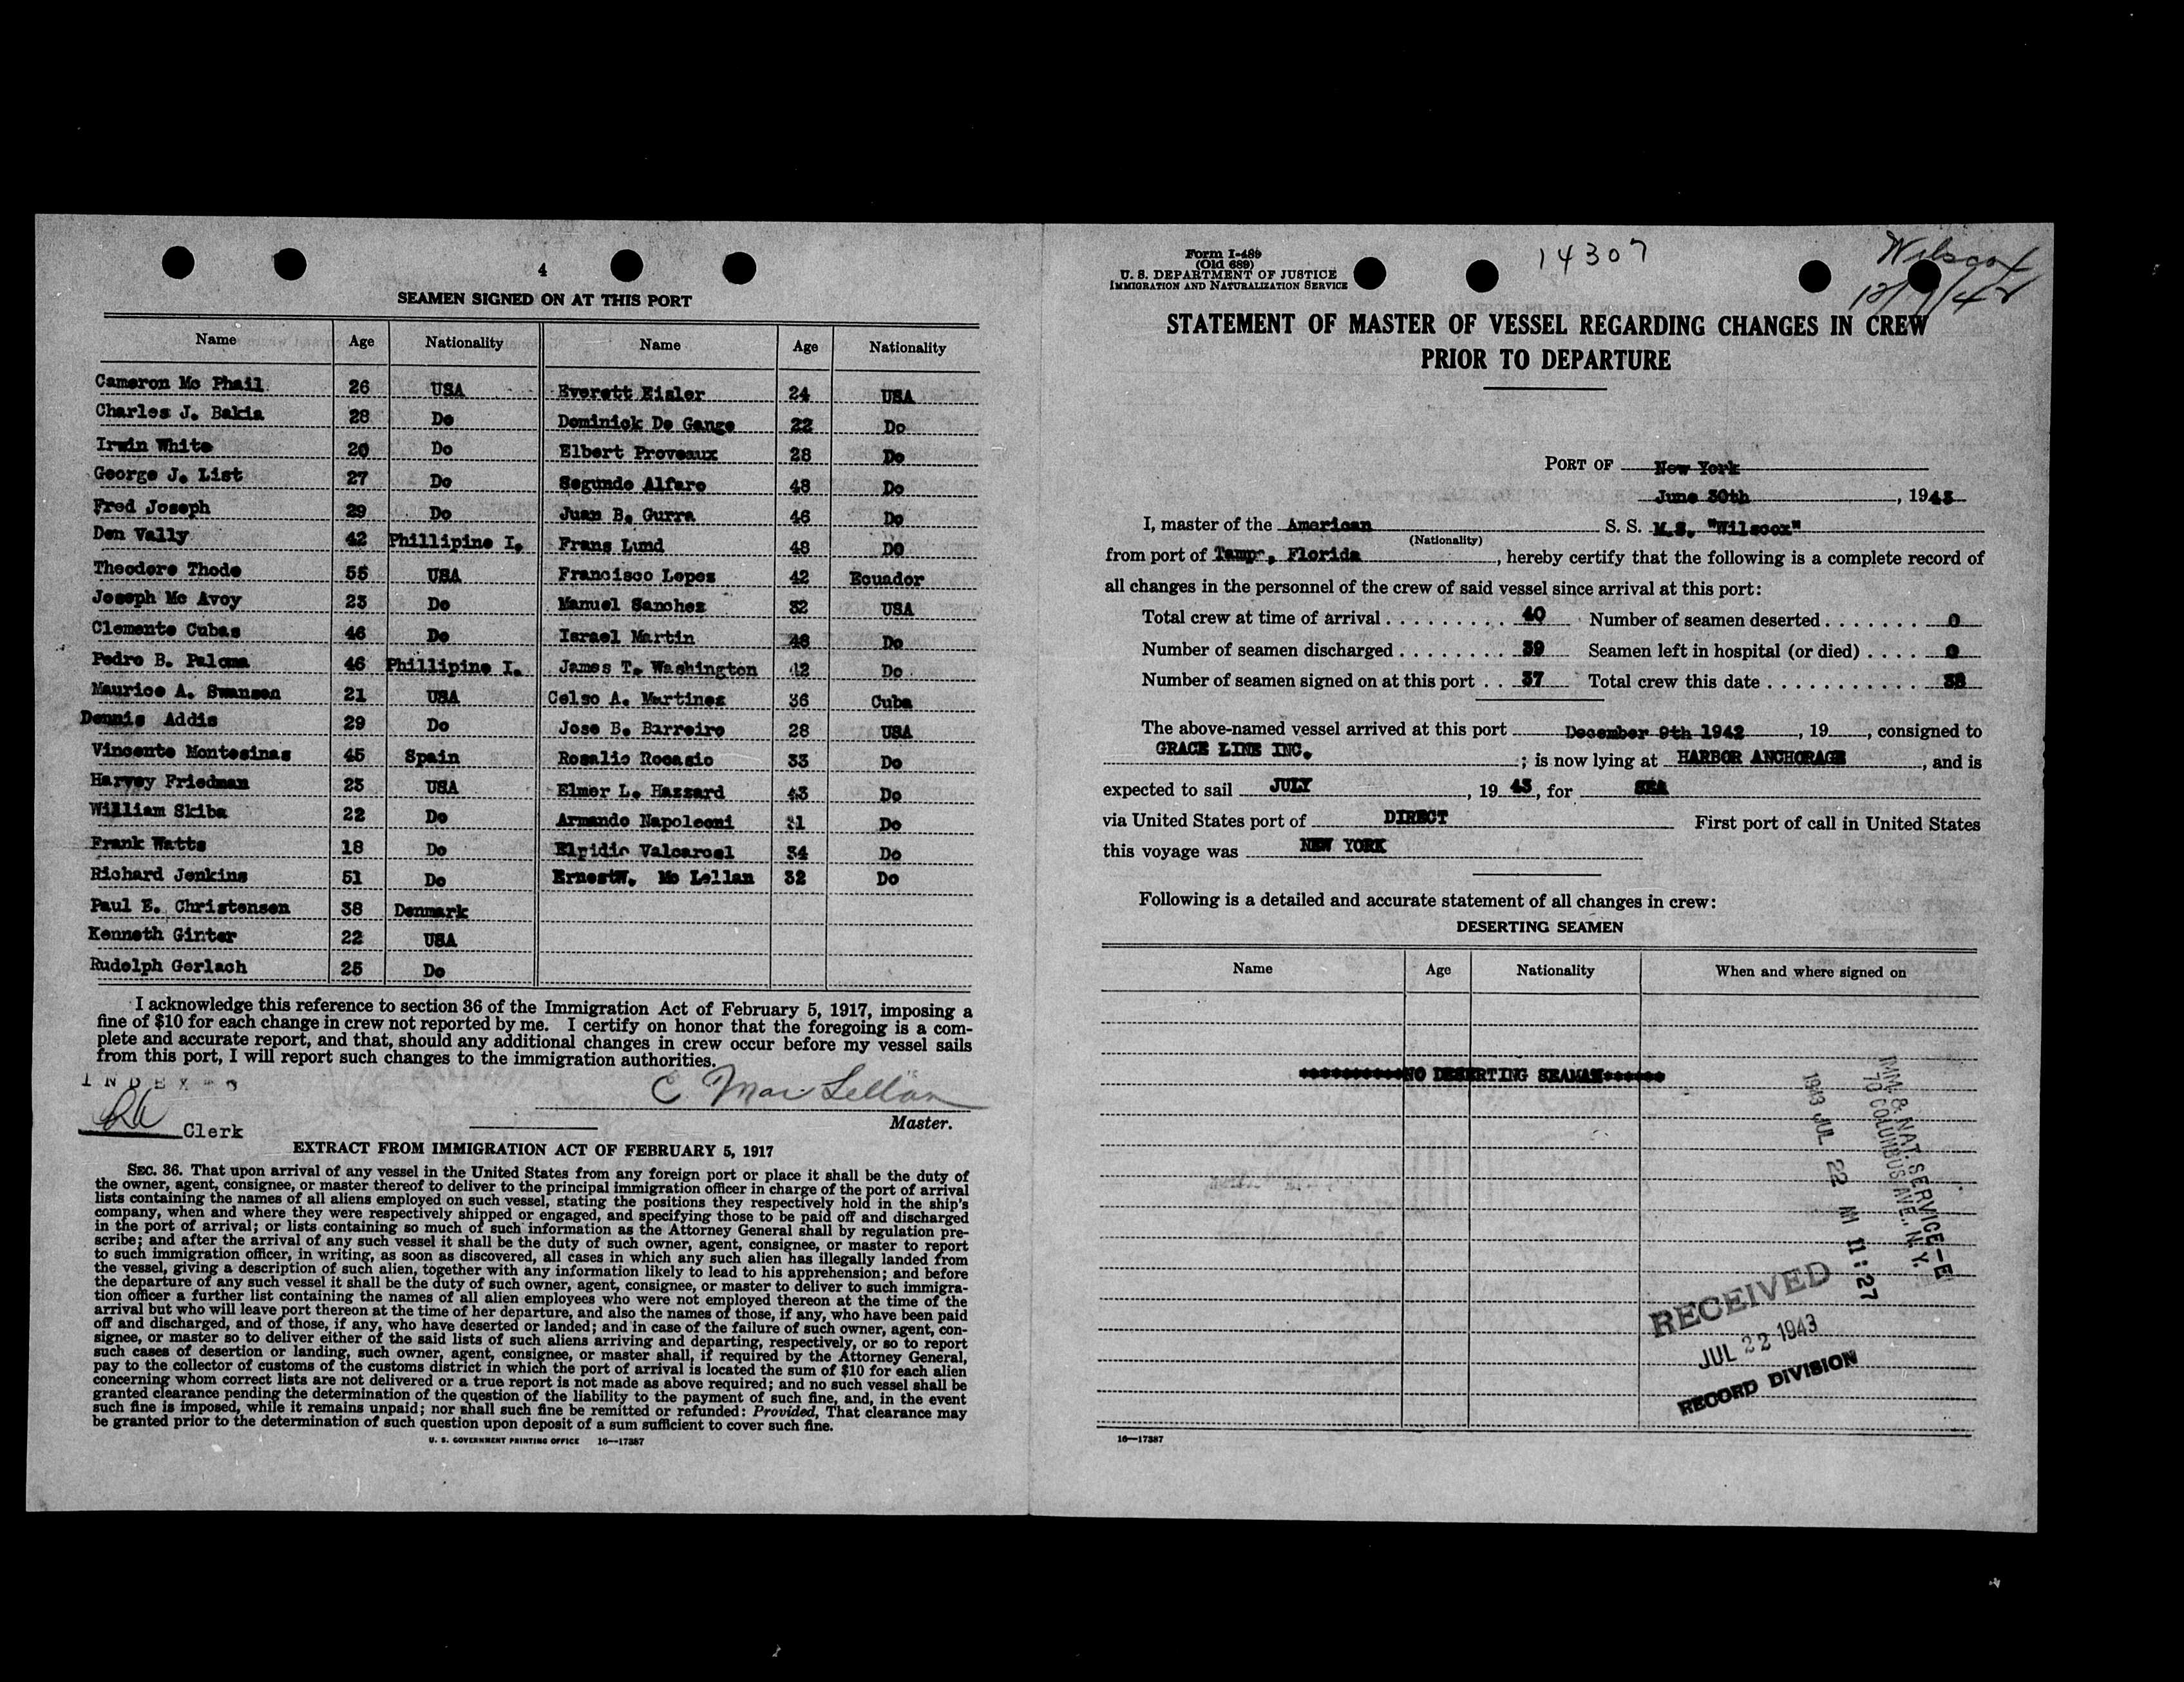 4
SEAMEN SIGNED ON AT THIS PORT
Name Age Nationality Name Age Nationality
Cameron Mc Phail 26 USA Everett Eisler 24 USA
Charles J. Bakia 28 Do Dominick De Gange 22 Do
Irwin White 20 Do Elbert Proveaux 28 Do
George J. List 27 Do Segundo Alfaro 48 Do
Fred Joseph 29 Do Juan B. Gurra 46 Do
Den Vally 42 Phillipine I. Frans Lund 48 DO
Theodore Thode 55 USA Francisco Lopez 42 Ecuador
Joseph Mc Avoy 23 Do Manuel Sanchez 32 USA
Clemente Cubas 46 Do Israel Martin 48 Do
Pedro B. Paloma 46 Phillipine I. James T. Washington 42 Do
Maurice A. Swansen 21 USA Celso A. Martinez 36 Cuba
Dennis Addis 29 Do Jose B. Barreiro 28 USA
Vincente Montesinas 45 Spain Rosalio Rocasio 33 Do
Harvey Friedman 23 USA Elmer L. Hazzard 43 Do
William Skiba 22 Do Armando Napoleoni Do
Frank Watts 18 Do Elpidio Valcarcel 34 Do
Richard Jenkins 51 Do ErnestW. Mc Lellan 32 Do
Paul E. Christensen 38 Denmark
Kenneth Ginter 22 USA
Rudolph Gerlach 25 Do
I acknowledge this reference to section 36 of the Immigration Act of February 5, 1917, imposing a
fine of $10 for each change in crew not reported by me. I certify on honor that the foregoing is a com-
plete and accurate report, and that, should any additional changes in crew occur before my vessel sails
from this port, I will report such changes to the immigration authorities.
C. MacLellan
Master.
Clerk
EXTRACT FROM IMMIGRATION ACT OF FEBRUARY 5, 1917
SEC. 36. That upon arrival of any vessel in the United States from any foreign port or place it shall be the duty of
the owner, agent, consignee, or master thereof to deliver to the principal immigration officer in charge of the port of arrival
lists containing the names of all aliens employed on such vessel, stating the positions they respectively hold in the ship's
company, when and where they were respectively shipped or engaged, and specifying those to be paid off and discharged
in the port of arrival; or lists containing so much of such information as the Attorney General shall by regulation pre-
scribe; and after the arrival of any such vessel it shall be the duty of such owner, agent, consignee, or master to report
to such immigration officer, in writing, as soon as discovered, all cases in which any such alien has illegally landed from
the vessel, giving a description of such alien, together with any information likely to lead to his apprehension; and before
the departure of any such vessel it shall be the duty of such owner, agent, consignee, or master to deliver to such immigra-
tion officer a further list containing the names of all alien employees who were not employed thereon at the time of the
arrival but who will leave port thereon at the time of her departure, and also the names of those, if any, who have been paid
off and discharged, and of those, if any, who have deserted or landed; and in case of the failure of such owner, agent, con-
signee, or master so to deliver either of the said lists of such aliens arriving and departing, respectively, or so to report
such cases of desertion or landing, such owner, agent, consignee, or master shall, if required by the Attorney General,
pay to the collector of customs of the customs district in which the port of arrival is located the sum of $10 for each alien
concerning whom correct lists are not delivered or a true report is not made as above required; and no such vessel shall be
granted clearance pending the determination of the question of the liability to the payment of such fine, and, in the event
such fine is imposed, while it remains unpaid; nor shall such fine be remitted or refunded: Provided, That clearance may
be granted prior to the determination of such question upon deposit of a sum sufficient to cover such fine.
U. S. GOVERNMENT PRINTING OFFICE 16—17387
Form I-489
(Old 689)
U. S. DEPARTMENT OF JUSTICE
IMMIGRATION AND NATURALIZATION SERVICE
14307
Wilscox
12/9/42
STATEMENT OF MASTER OF VESSEL REGARDING CHANGES IN CREW
PRIOR TO DEPARTURE
PORT OF New York
June 30th, 1943
I, master of the American S. S. M.S. "Wilscox"
(Nationality)
from port of Tampa, Florida, hereby certify that the following is a complete record of
all changes in the personnel of the crew of said vessel since arrival at this port:
Total crew at time of arrival 40 Number of seamen deserted 0
Number of seamen discharged 39 Seamen left in hospital (or died) 0
Number of seamen signed on at this port 37 Total crew this date 38
The above-named vessel arrived at this port December 9th 1942, 19, consigned to
GRACE LINE INC.; is now lying at HARBOR ANCHORAGE, and is
expected to sail JULY, 1943, for SEA
via United States port of DIRECT First port of call in United States
this voyage was NEW YORK
Following is a detailed and accurate statement of all changes in crew:
DESERTING SEAMEN
Name Age Nationality When and where signed on
**********NO DESERTING SEAMAN******
IMM. & NAT. SERVICE—E
70 COLUMBUS AVE., N.Y.
1943 JUL 22 AM 11:27
RECEIVED
JUL 22 1943
RECORD DIVISION
16—17387